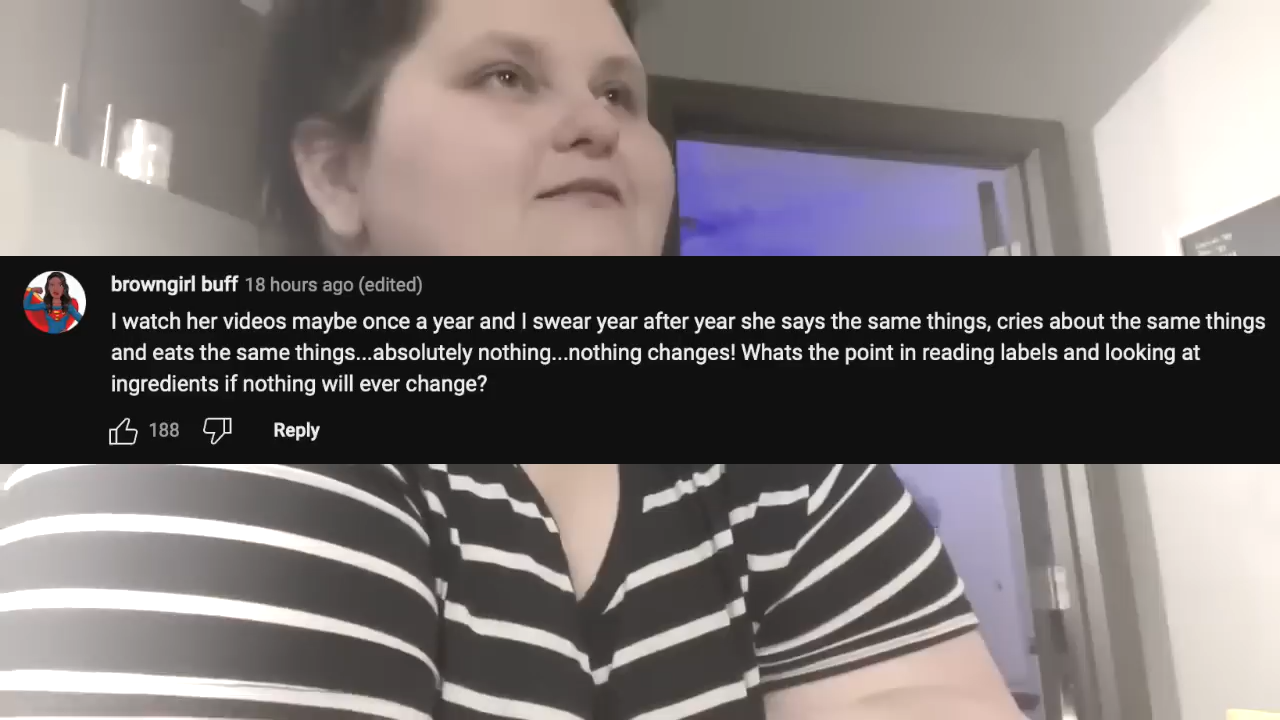 browngirl buff 18 hours ago (edited)
I watch her videos maybe once a year and I swear year after year she says the same things, cries about the same things
and eats the same things...absolutely nothing...nothing changes! Whats the point in reading labels and looking at
ingredients if nothing will ever change?
188 Reply